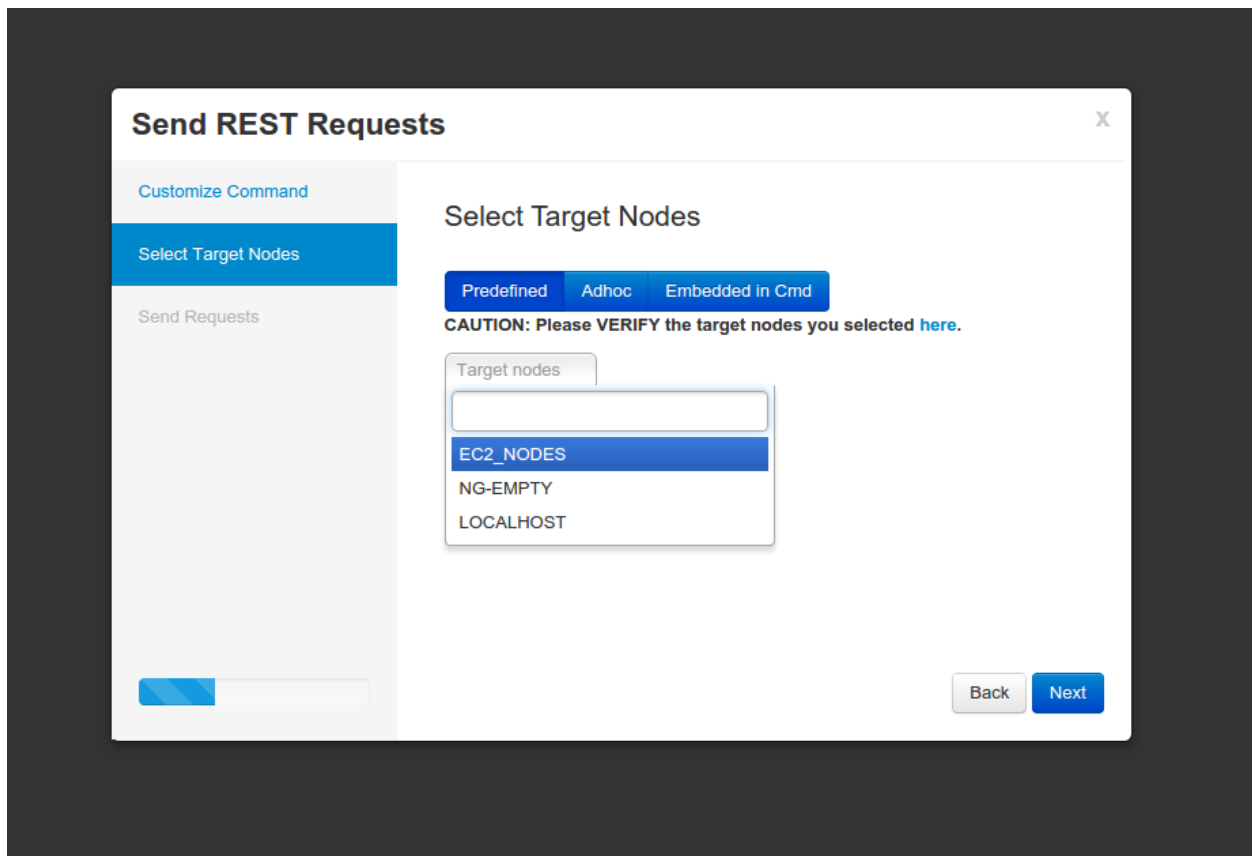 Send REST Requests
x
Customize Command
Select Target Nodes
Send Requests
Select Target Nodes
Predefined Adhoc Embedded in Cmd
CAUTION: Please VERIFY the target nodes you selected here.
Target nodes
EC2_NODES
NG-EMPTY
LOCALHOST
Back Next